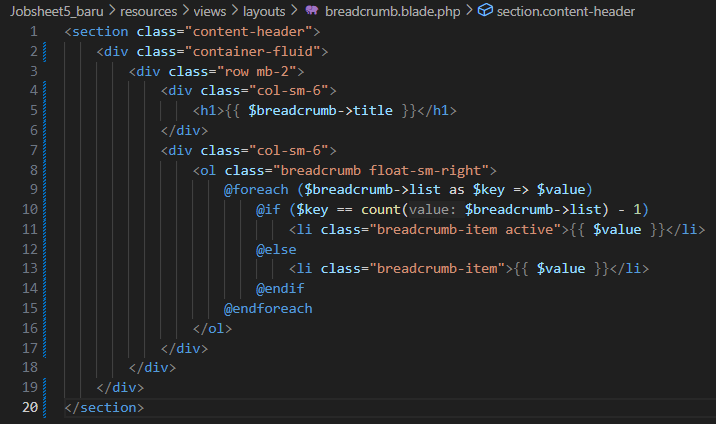 Jobsheet5_baru > resources > views > layouts > breadcrumb.blade.php > section.content-header
1 <section class="content-header">
2 <div class="container-fluid">
3 <div class="row mb-2">
4 <div class="col-sm-6">
5 <h1>{{ $breadcrumb->title }}</h1>
6 </div>
7 <div class="col-sm-6">
8 <ol class="breadcrumb float-sm-right">
9 @foreach ($breadcrumb->list as $key => $value)
10 @if ($key == count(value: $breadcrumb->list) - 1)
11 <li class="breadcrumb-item active">{{ $value }}</li>
12 @else
13 <li class="breadcrumb-item">{{ $value }}</li>
14 @endif
15 @endforeach
16 </ol>
17 </div>
18 </div>
19 </div>
20 </section>